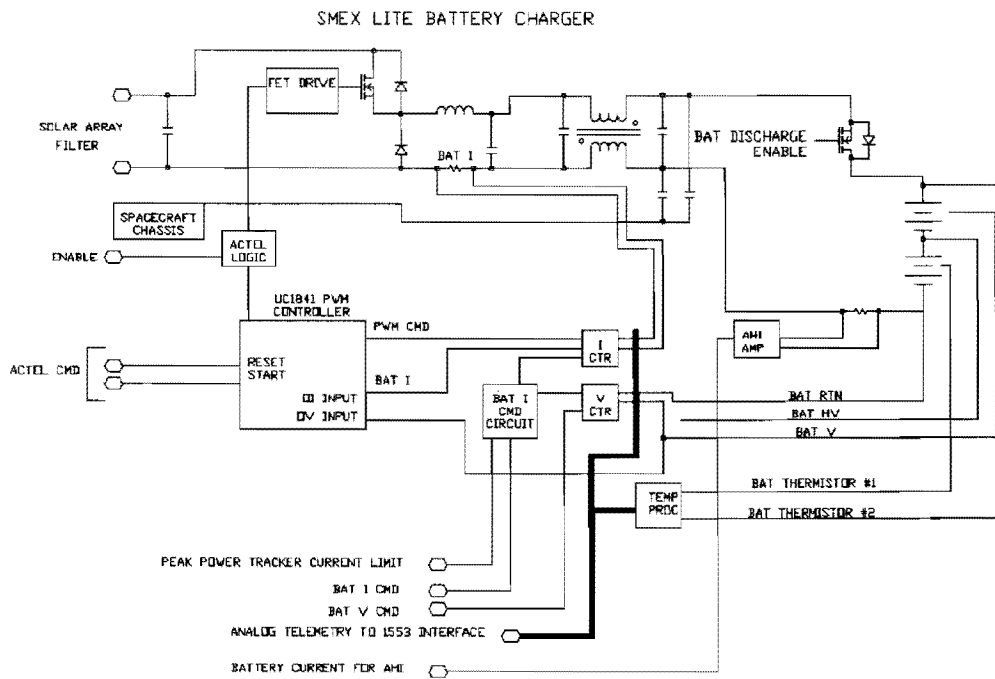 SMEX LITE BATTERY CHARGER
FET DRIVE
SOLAR ARRAY
FILTER
BAT I
BAT DISCHARGE
ENABLE
SPACECRAFT
CHASSIS
ACTEL
LOGIC
ENABLE
UC1841 PWM
CONTROLLER
PWM CMD
I
CTR
AHI
AMP
ACTEL CMD
RESET
START
BAT I
OI INPUT
OV INPUT
BAT I
CMD
CIRCUIT
V
CTR
BAT RTN
BAT HV
BAT V
TEMP
PROC
BAT THERMISTOR #1
BAT THERMISTOR #2
PEAK POWER TRACKER CURRENT LIMIT
BAT I CMD
BAT V CMD
ANALOG TELEMETRY TO 1553 INTERFACE
BATTERY CURRENT FOR AHI